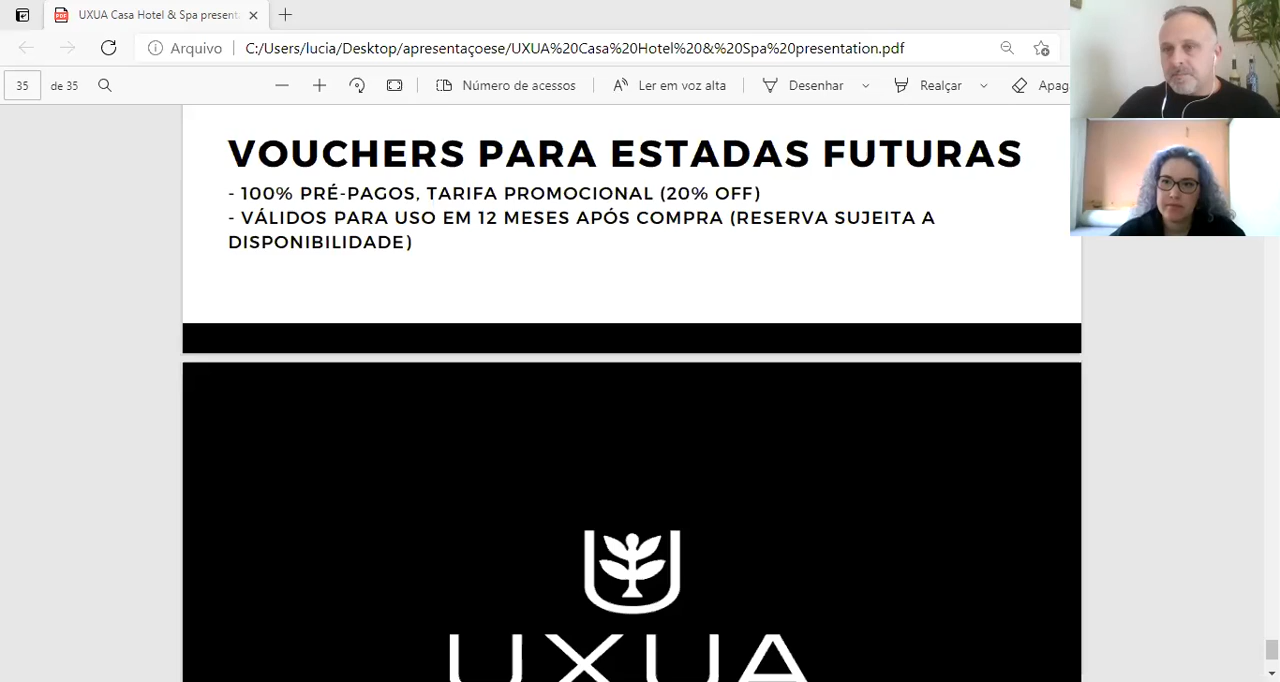 UXUA Casa Hotel & Spa present
Arquivo
C:/Users/lucia/Desktop/apresentaçoese/UXUA%20Casa%20Hotel%20&%20Spa%20presentation.pdf
35 de 35
Número de acessos
Ler em voz alta
Desenhar
Realçar
Apag
VOUCHERS PARA ESTADAS FUTURAS
- 100% PRÉ-PAGOS, TARIFA PROMOCIONAL (20% OFF)
- VÁLIDOS PARA USO EM 12 MESES APÓS COMPRA (RESERVA SUJEITA A
DISPONIBILIDADE)
UXUA